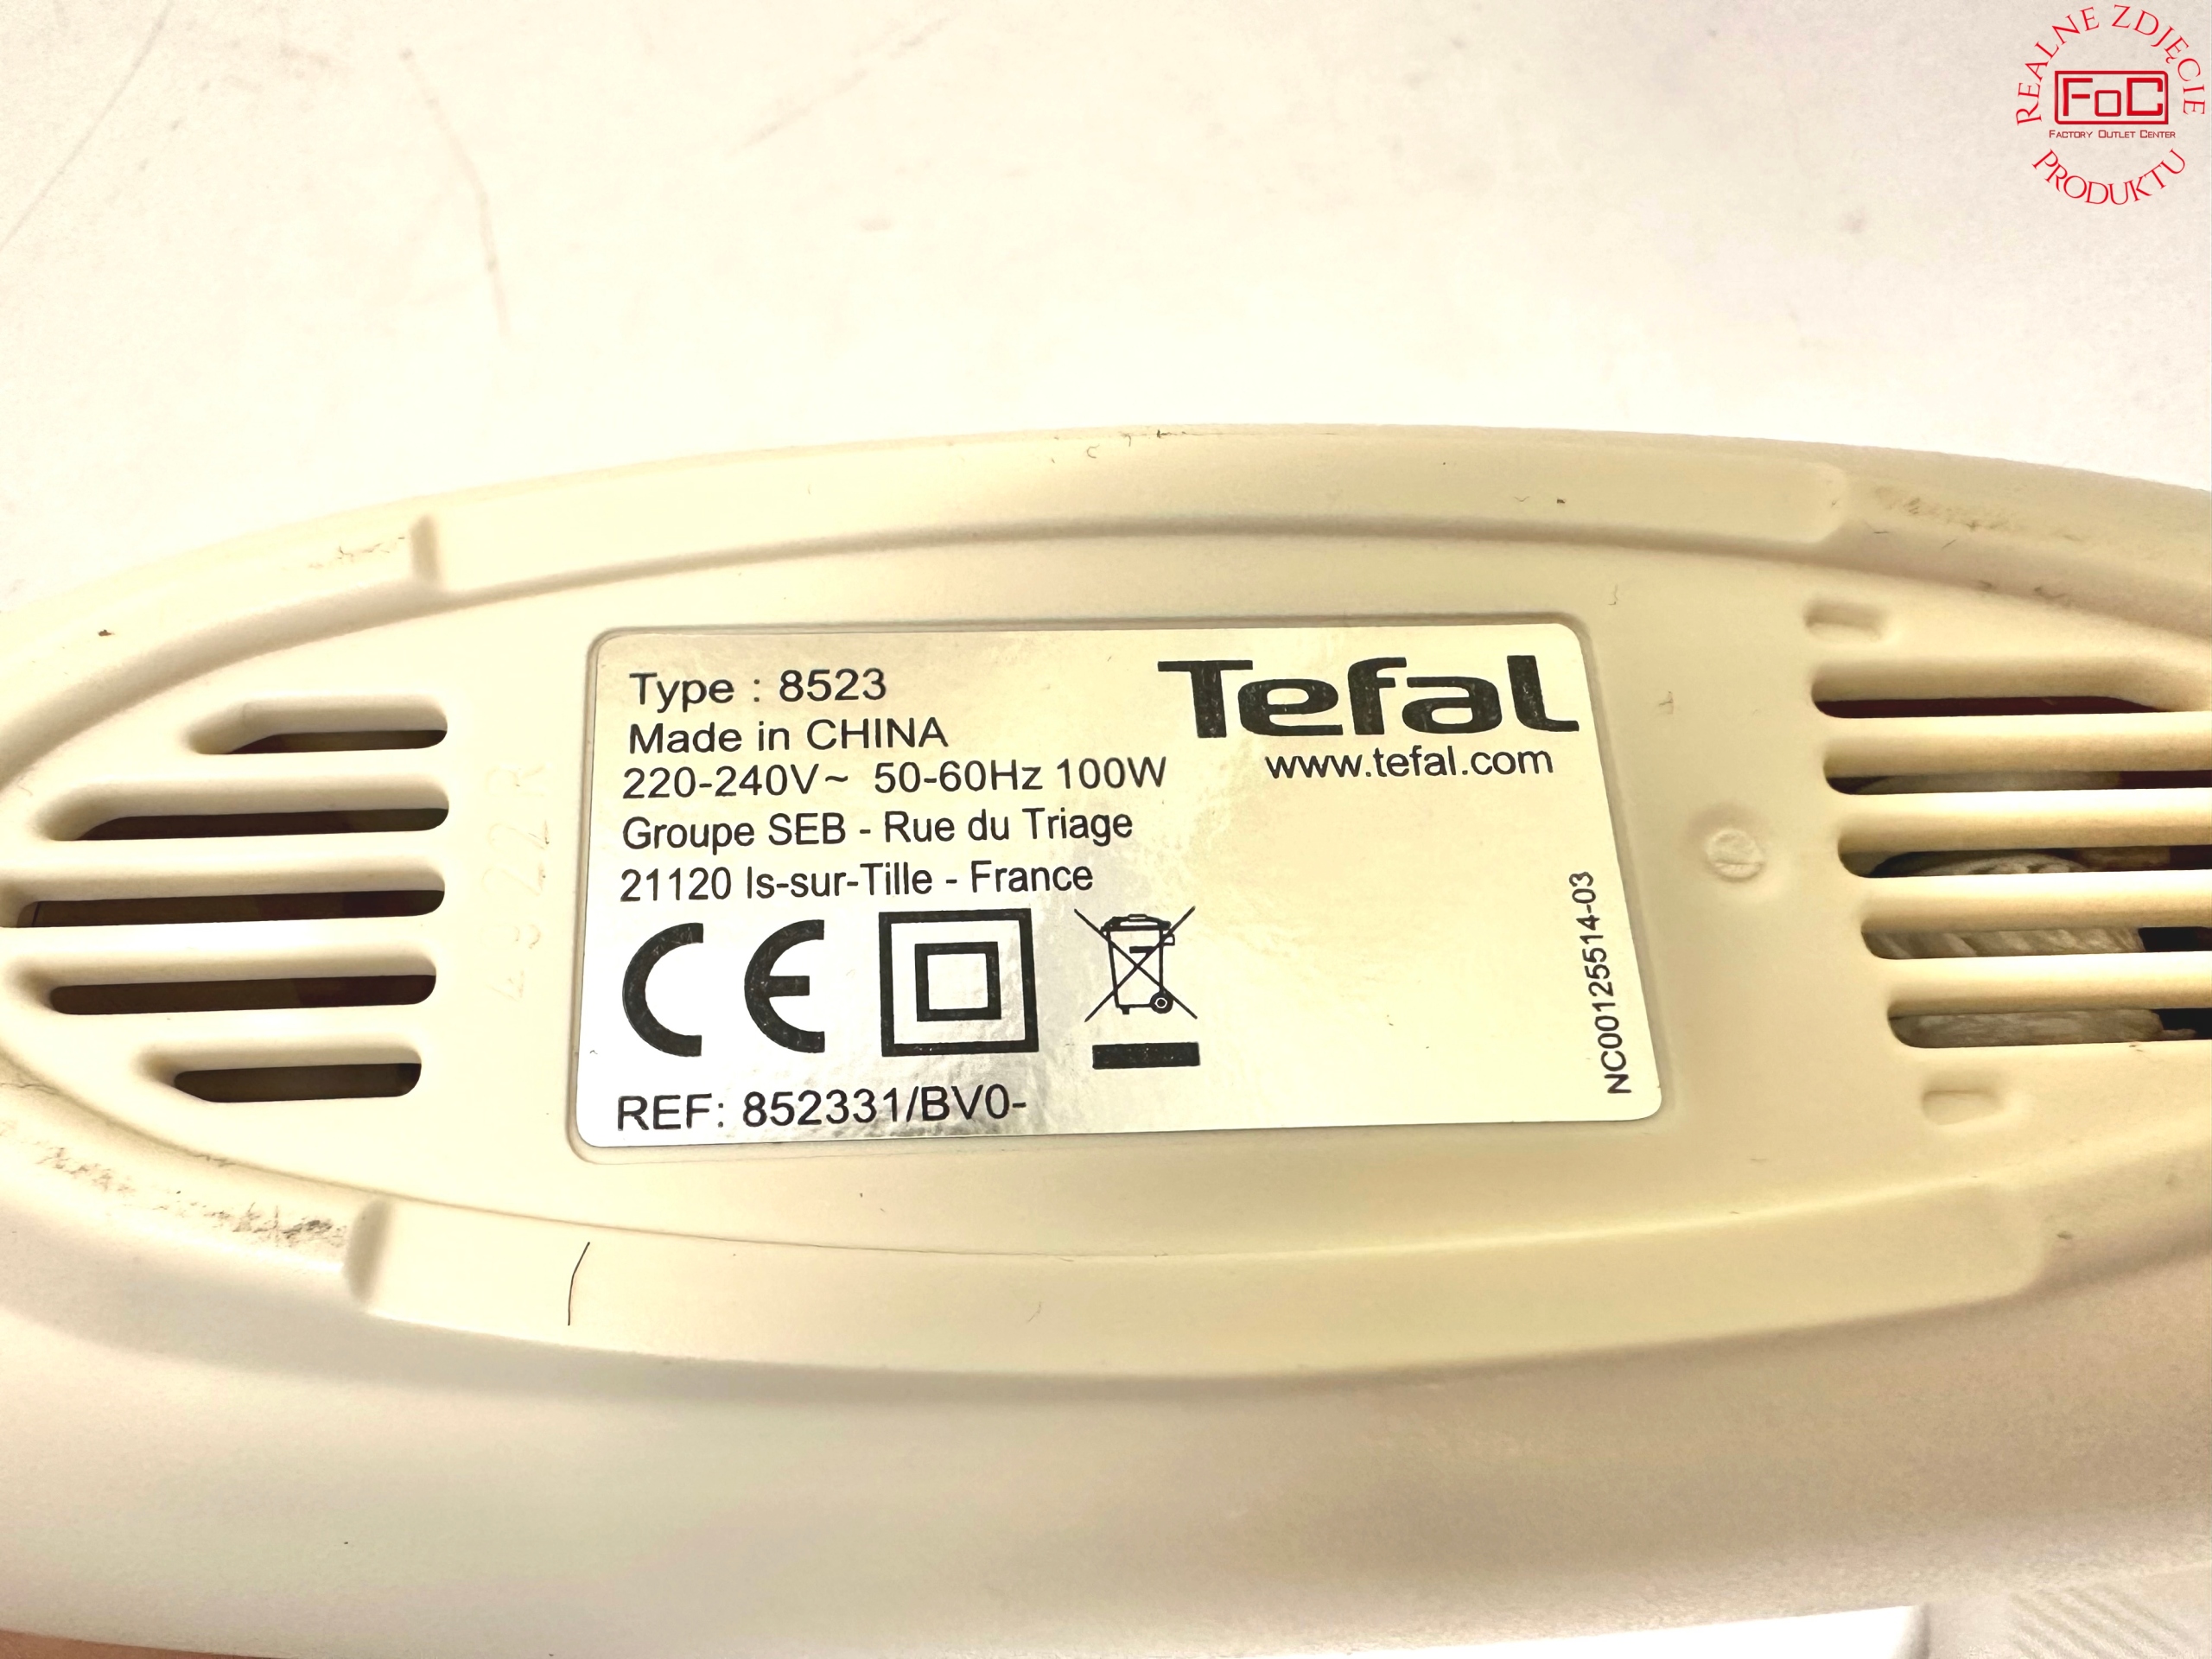 REALNE ZDJĘCIE
FoC
FACTORY OUTLET CENTER
PRODUKTU
Type : 8523
Tefal
Made in CHINA
www.tefal.com
220-240V~ 50-60Hz 100W
Groupe SEB - Rue du Triage
21120 Is-sur-Tille - France
CE
NC00125514-03
REF: 852331/BV0-